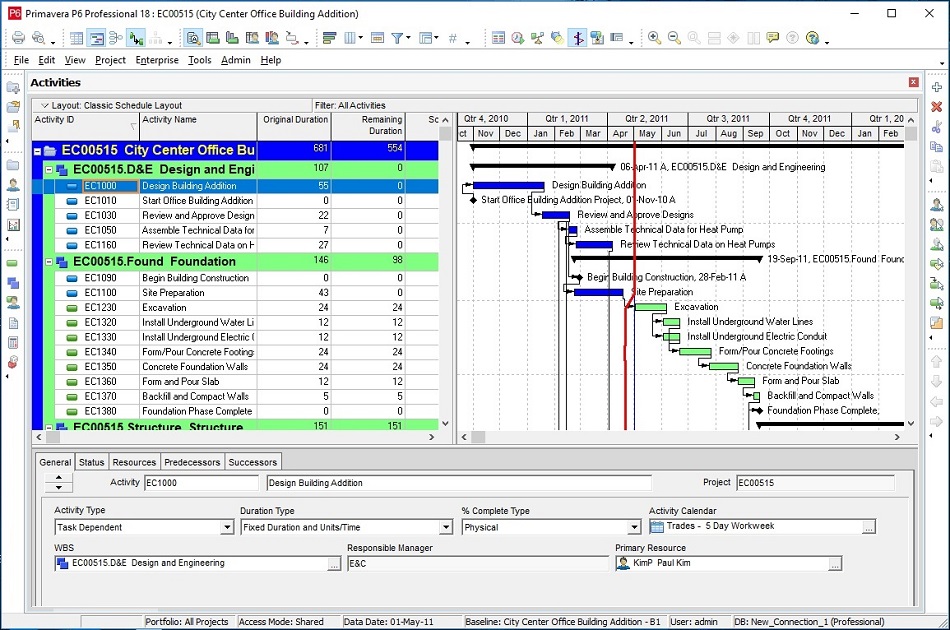 Primavera P6 Professional 18 : EC00515 (City Center Office Building Addition)
File Edit View Project Enterprise Tools Admin Help
Activities
Layout: Classic Schedule Layout Filter: All Activities
Activity ID Activity Name Original Duration Remaining Duration Sc
Qtr 4, 2010 Qtr 1, 2011 Qtr 2, 2011 Qtr 3, 2011 Qtr 4, 2011 Qtr 1, 20
ct Nov Dec Jan Feb Mar Apr May Jun Jul Aug Sep Oct Nov Dec Jan Feb
EC00515 City Center Office Bu 681 554
EC00515.D&E Design and Engi 107 0 06-Apr-11 A, EC00515.D&E Design and Engineering
EC1000 Design Building Addition 55 0 Design Building Addition
EC1010 Start Office Building Addition 0 0 Start Office Building Addition Project, 01-Nov-10 A
EC1030 Review and Approve Design 22 0 Review and Approve Designs
EC1050 Assemble Technical Data for 7 0 Assemble Technical Data for Heat Pump
EC1160 Review Technical Data on H 27 0 Review Technical Data on Heat Pumps
EC00515.Found Foundation 146 98 19-Sep-11, EC00515.Found Found
EC1090 Begin Building Construction 0 0 Begin Building Construction, 28-Feb-11 A
EC1100 Site Preparation 43 0 Site Preparation
EC1230 Excavation 24 24 Excavation
EC1320 Install Underground Water Li 12 12 Install Underground Water Lines
EC1330 Install Underground Electric C 12 12 Install Underground Electric Conduit
EC1340 Form/Pour Concrete Footing 24 24 Form/Pour Concrete Footings
EC1350 Concrete Foundation Walls 24 24 Concrete Foundation Walls
EC1360 Form and Pour Slab 12 12 Form and Pour Slab
EC1370 Backfill and Compact Walls 5 5 Backfill and Compact Walls
EC1380 Foundation Phase Complete 0 0 Foundation Phase Complete,
EC00515.Structure Structure 151 151
General Status Resources Predecessors Successors
Activity EC1000 Design Building Addition Project EC00515
Activity Type Duration Type % Complete Type Activity Calendar
Task Dependent Fixed Duration and Units/Time Physical Trades - 5 Day Workweek ...
WBS Responsible Manager Primary Resource
EC00515.D&E Design and Engineering ... E&C KimP Paul Kim ...
Portfolio: All Projects Access Mode: Shared Data Date: 01-May-11 Baseline: City Center Office Building Addition - B1 User: admin DB: New_Connection_1 (Professional)